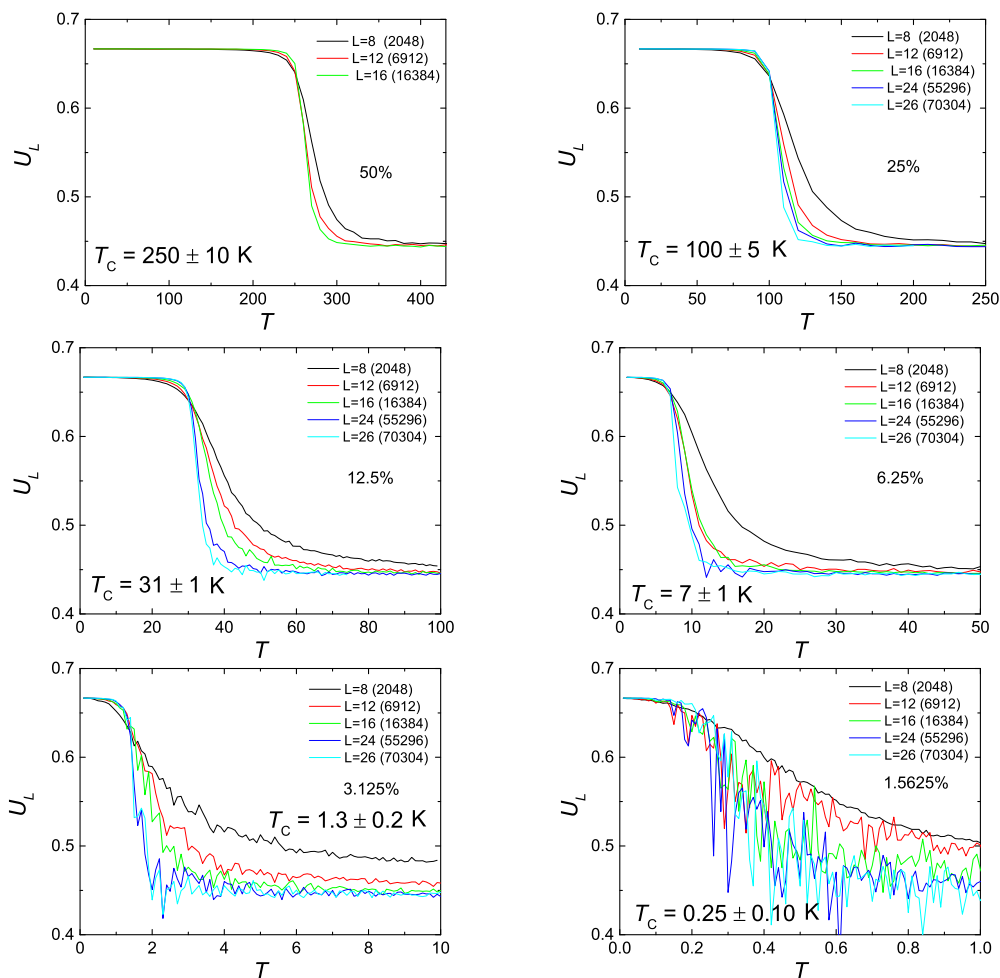 0.7
0.6
0.5
0.4
U_L
L=8 (2048)
L=12 (6912)
L=16 (16384)
50%
T_C = 250 ± 10 K
0 100 200 300 400
T
0.7
0.6
0.5
0.4
U_L
L=8 (2048)
L=12 (6912)
L=16 (16384)
L=24 (55296)
L=26 (70304)
25%
T_C = 100 ± 5 K
0 50 100 150 200 250
T
0.7
0.6
0.5
0.4
U_L
L=8 (2048)
L=12 (6912)
L=16 (16384)
L=24 (55296)
L=26 (70304)
12.5%
T_C = 31 ± 1 K
0 20 40 60 80 100
T
0.7
0.6
0.5
0.4
U_L
L=8 (2048)
L=12 (6912)
L=16 (16384)
L=24 (55296)
L=26 (70304)
6.25%
T_C = 7 ± 1 K
0 10 20 30 40 50
T
0.7
0.6
0.5
0.4
U_L
L=8 (2048)
L=12 (6912)
L=16 (16384)
L=24 (55296)
L=26 (70304)
3.125%
T_C = 1.3 ± 0.2 K
0 2 4 6 8 10
T
0.7
0.6
0.5
0.4
U_L
L=8 (2048)
L=12 (6912)
L=16 (16384)
L=24 (55296)
L=26 (70304)
1.5625%
T_C = 0.25 ± 0.10 K
0.0 0.2 0.4 0.6 0.8 1.0
T